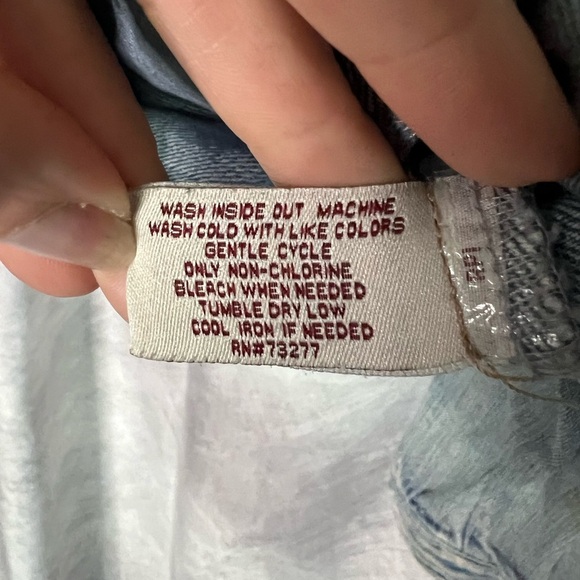 WASH INSIDE OUT MACHINE
WASH COLD WITH LIKE COLORS
GENTLE CYCLE
ONLY NON-CHLORINE
BLEACH WHEN NEEDED
TUMBLE DRY LOW
COOL IRON IF NEEDED
RN#73277